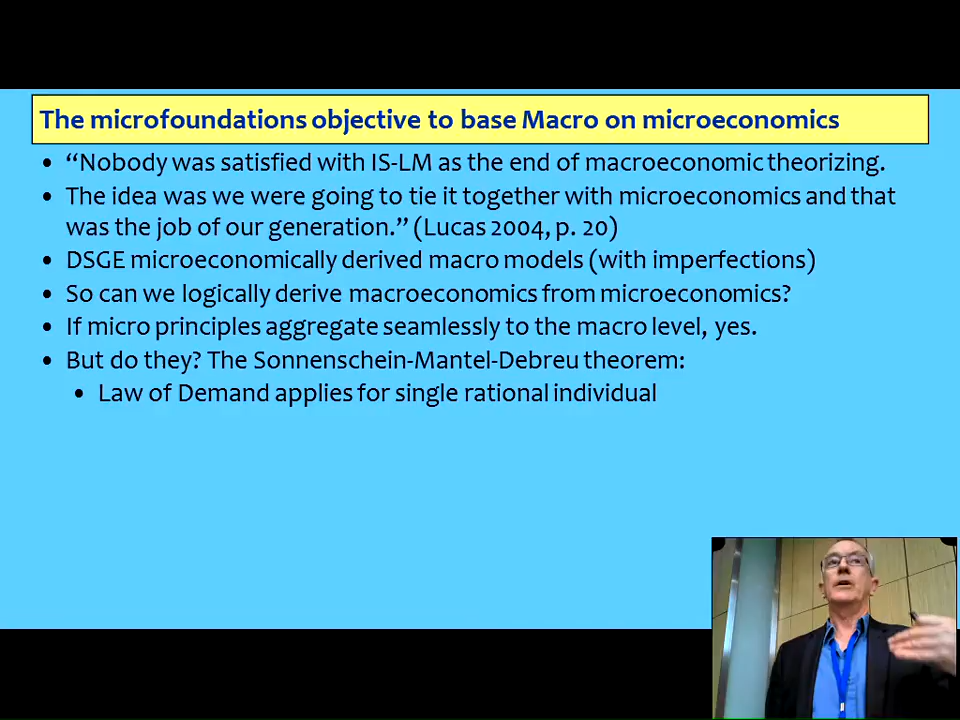 The microfoundations objective to base Macro on microeconomics
• “Nobody was satisfied with IS-LM as the end of macroeconomic theorizing.
• The idea was we were going to tie it together with microeconomics and that
was the job of our generation.” (Lucas 2004, p. 20)
• DSGE microeconomically derived macro models (with imperfections)
• So can we logically derive macroeconomics from microeconomics?
• If micro principles aggregate seamlessly to the macro level, yes.
• But do they? The Sonnenschein-Mantel-Debreu theorem:
• Law of Demand applies for single rational individual